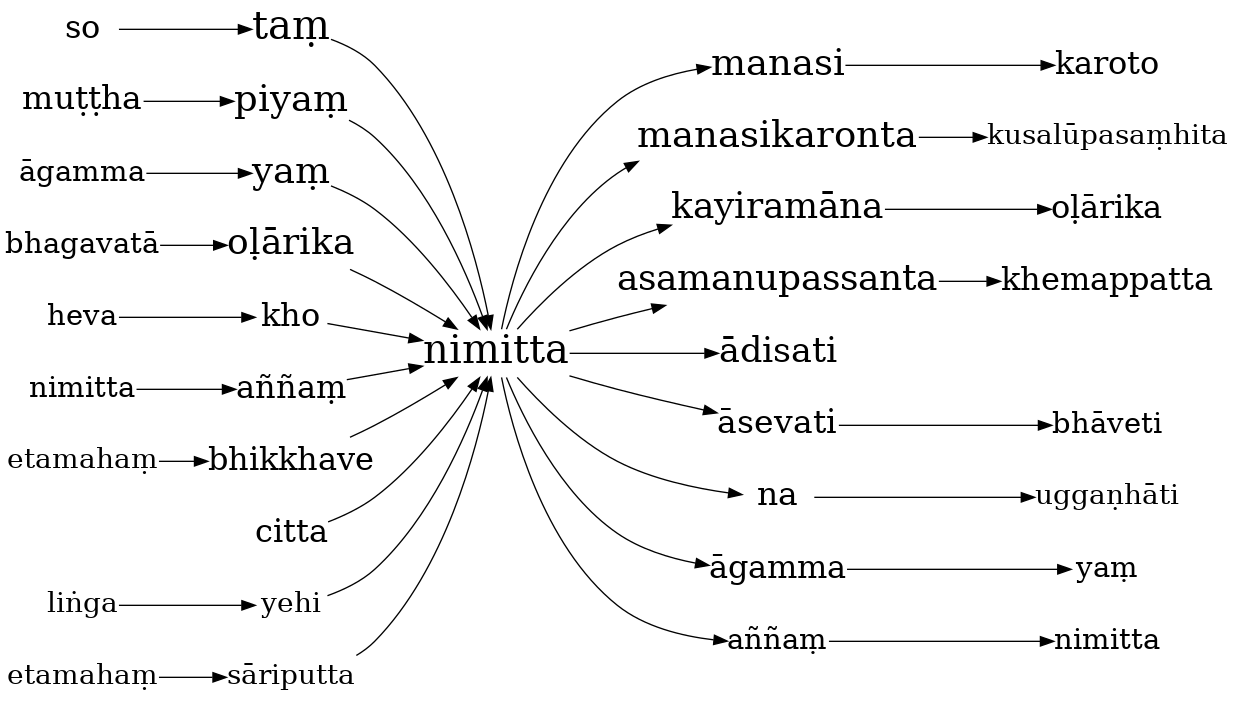 so taṃ
muṭṭha piyaṃ
āgamma yaṃ
bhagavatā oḷārika
heva kho
nimitta aññaṃ
etamahaṃ bhikkhave
citta
liṅga yehi
etamahaṃ sāriputta
nimitta
manasi karoto
manasikaronta kusalūpasaṃhita
kayiramāna oḷārika
asamanupassanta khemappatta
ādisati
āsevati bhāveti
na uggaṇhāti
āgamma yaṃ
aññaṃ nimitta